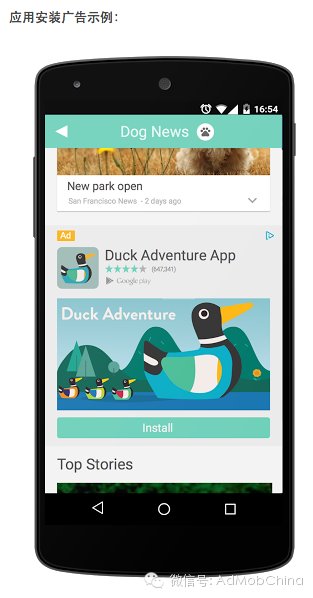 应用安装广告示例：
16:54
Dog News
New park open
San Francisco News - 2 days ago
Ad
Duck Adventure App
(647,341)
Google play
Duck Adventure
Install
Top Stories
微信号: AdMobChina